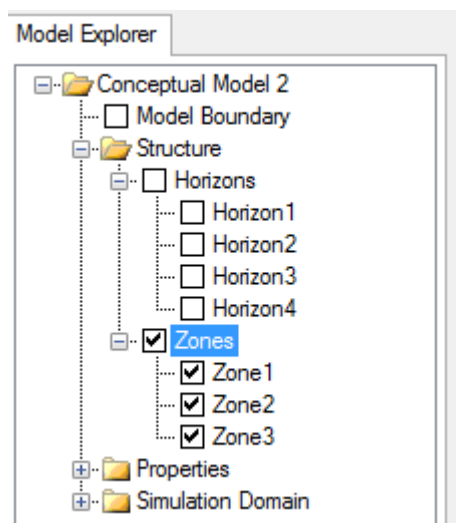 Model Explorer
Conceptual Model 2
Model Boundary
Structure
Horizons
Horizon1
Horizon2
Horizon3
Horizon4
Zones
Zone1
Zone2
Zone3
Properties
Simulation Domain